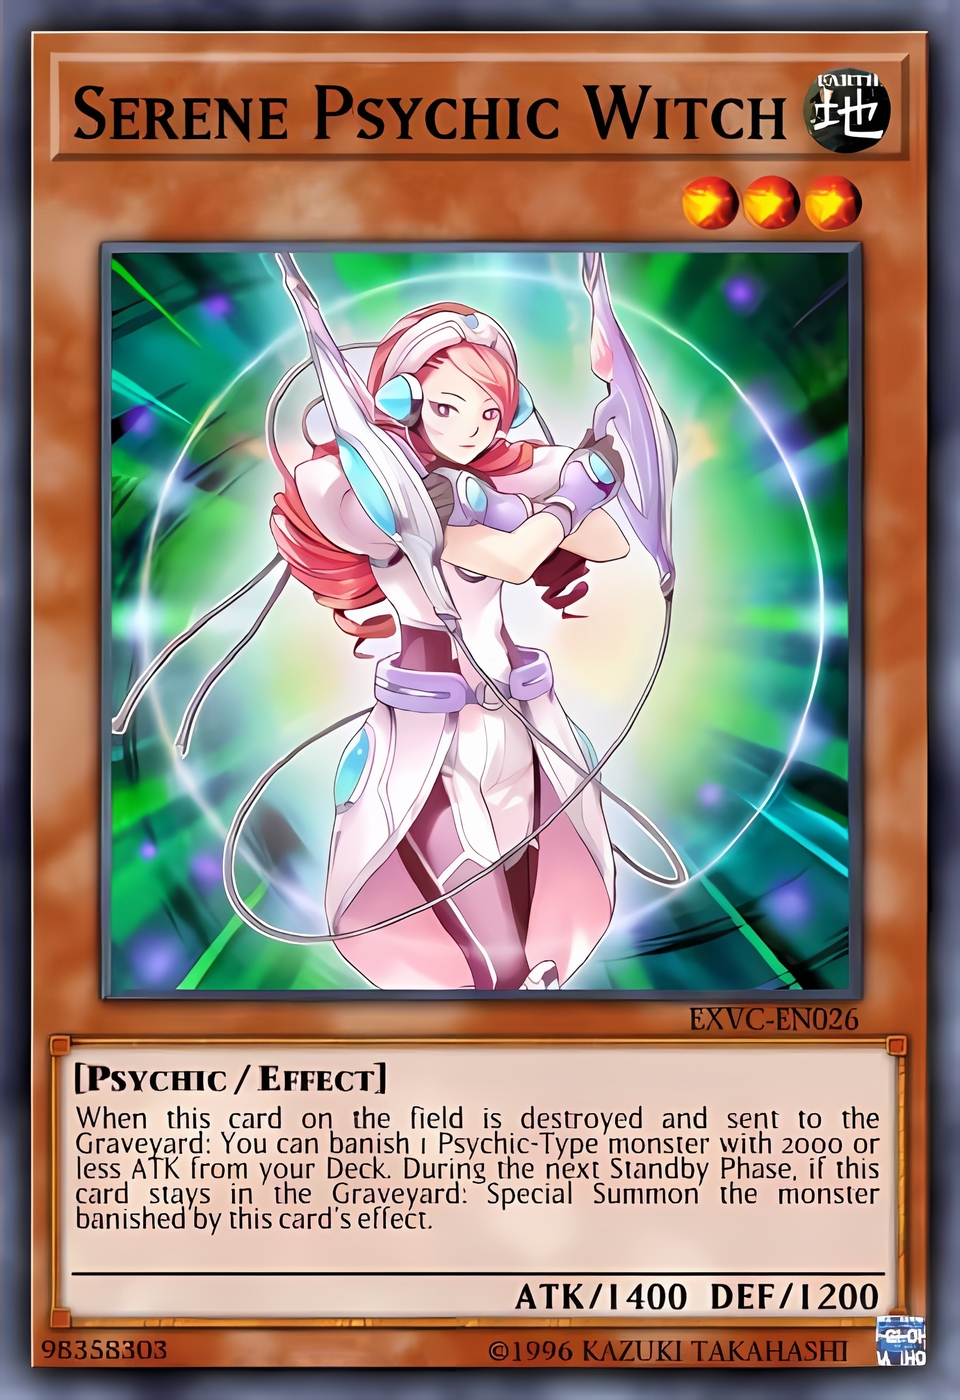 Serene Psychic Witch
地
EXVC-EN026
[Psychic / Effect]
When this card on the field is destroyed and sent to the
Graveyard: You can banish 1 Psychic-Type monster with 2000 or
less ATK from your Deck. During the next Standby Phase, if this
card stays in the Graveyard: Special Summon the monster
banished by this card's effect.
ATK/1400 DEF/1200
98358303
©1996 KAZUKI TAKAHASHI